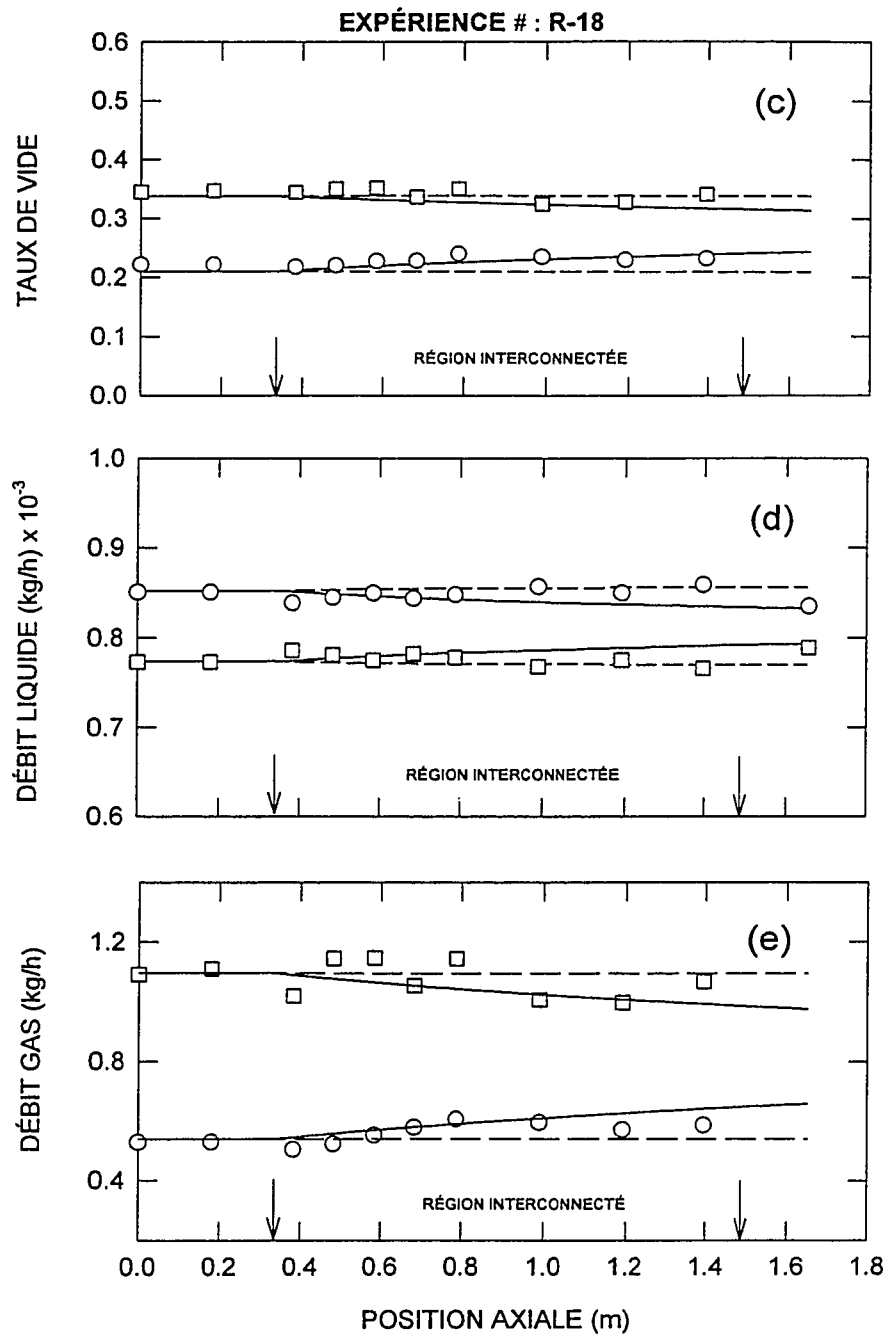 EXPÉRIENCE # : R-18
0.6
0.5
0.4
0.3
0.2
0.1
0.0
TAUX DE VIDE
(c)
RÉGION INTERCONNECTÉE
1.0
0.9
0.8
0.7
0.6
DÉBIT LIQUIDE (kg/h) x 10-3
(d)
RÉGION INTERCONNECTÉE
1.2
0.8
0.4
DÉBIT GAS (kg/h)
(e)
RÉGION INTERCONNECTÉ
0.0 0.2 0.4 0.6 0.8 1.0 1.2 1.4 1.6 1.8
POSITION AXIALE (m)